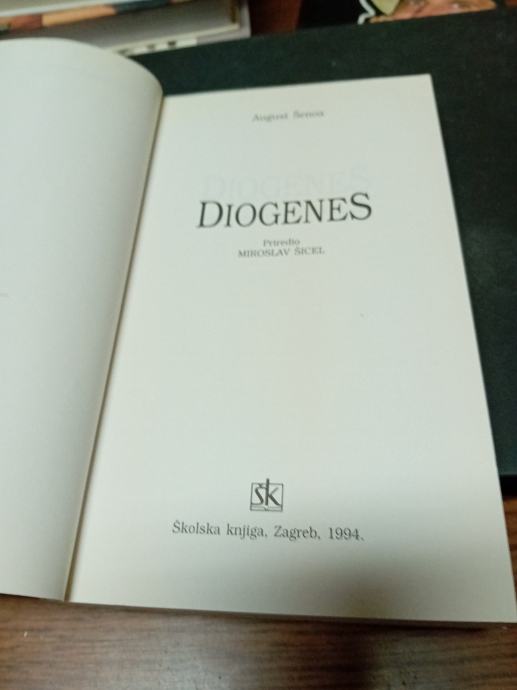 August Šenoa
DIOGENES
Priredio
MIROSLAV ŠICEL
ŠK
Školska knjiga, Zagreb, 1994.